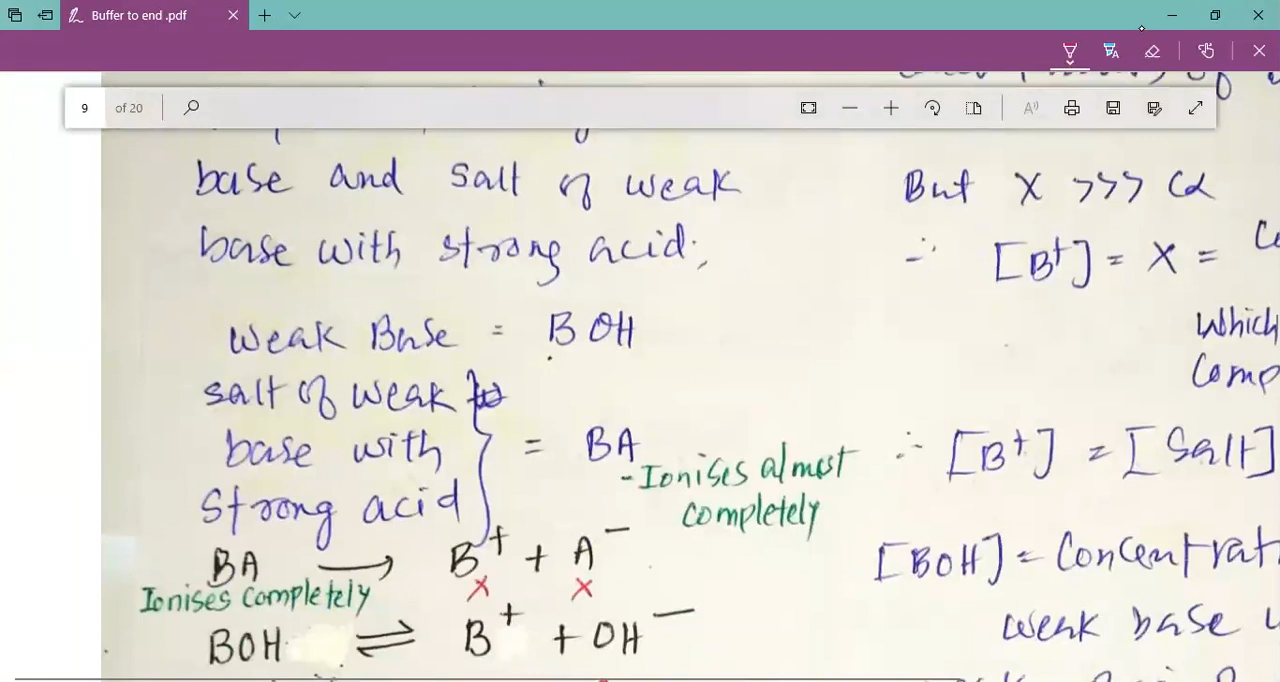 Buffer to end .pdf
9 of 20
base and salt of weak
base with strong acid;
weak Base = BOH
salt of weak
base with
strong acid
} = BA
- Ionises almost
completely
BA → B⁺ + A⁻
Ionises completely x x
BOH ⇌ B⁺ + OH⁻
But x >>> Cα
∴ [B⁺] = x =
Which
Comp
∴ [B⁺] = [Salt]
[BOH] = Concentrati
weak base